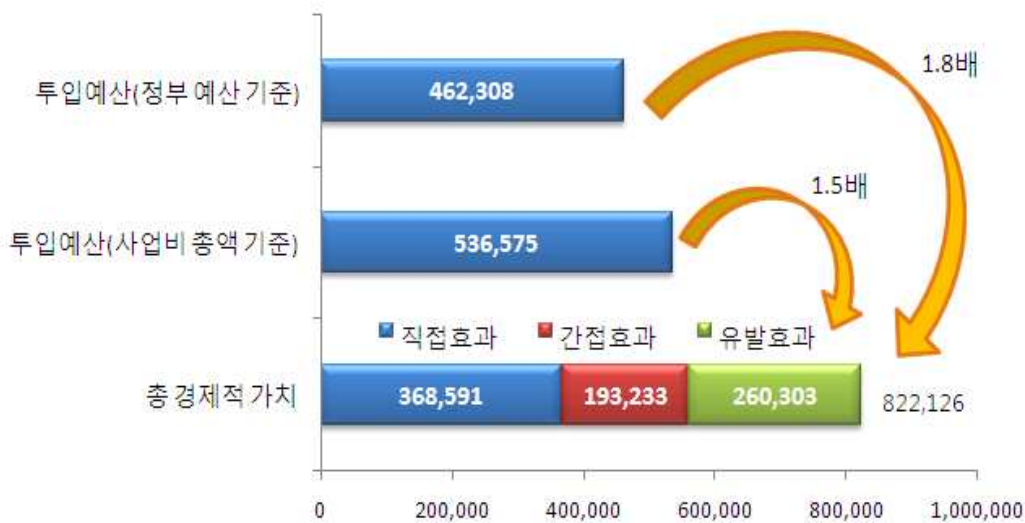 1.8배
투입예산(정부 예산 기준)
462,308
1.5배
투입예산(사업비 총액 기준)
536,575
직접효과 간접효과 유발효과
총 경제적 가치
368,591 193,233 260,303 822,126
0 200,000 400,000 600,000 800,000 1,000,000